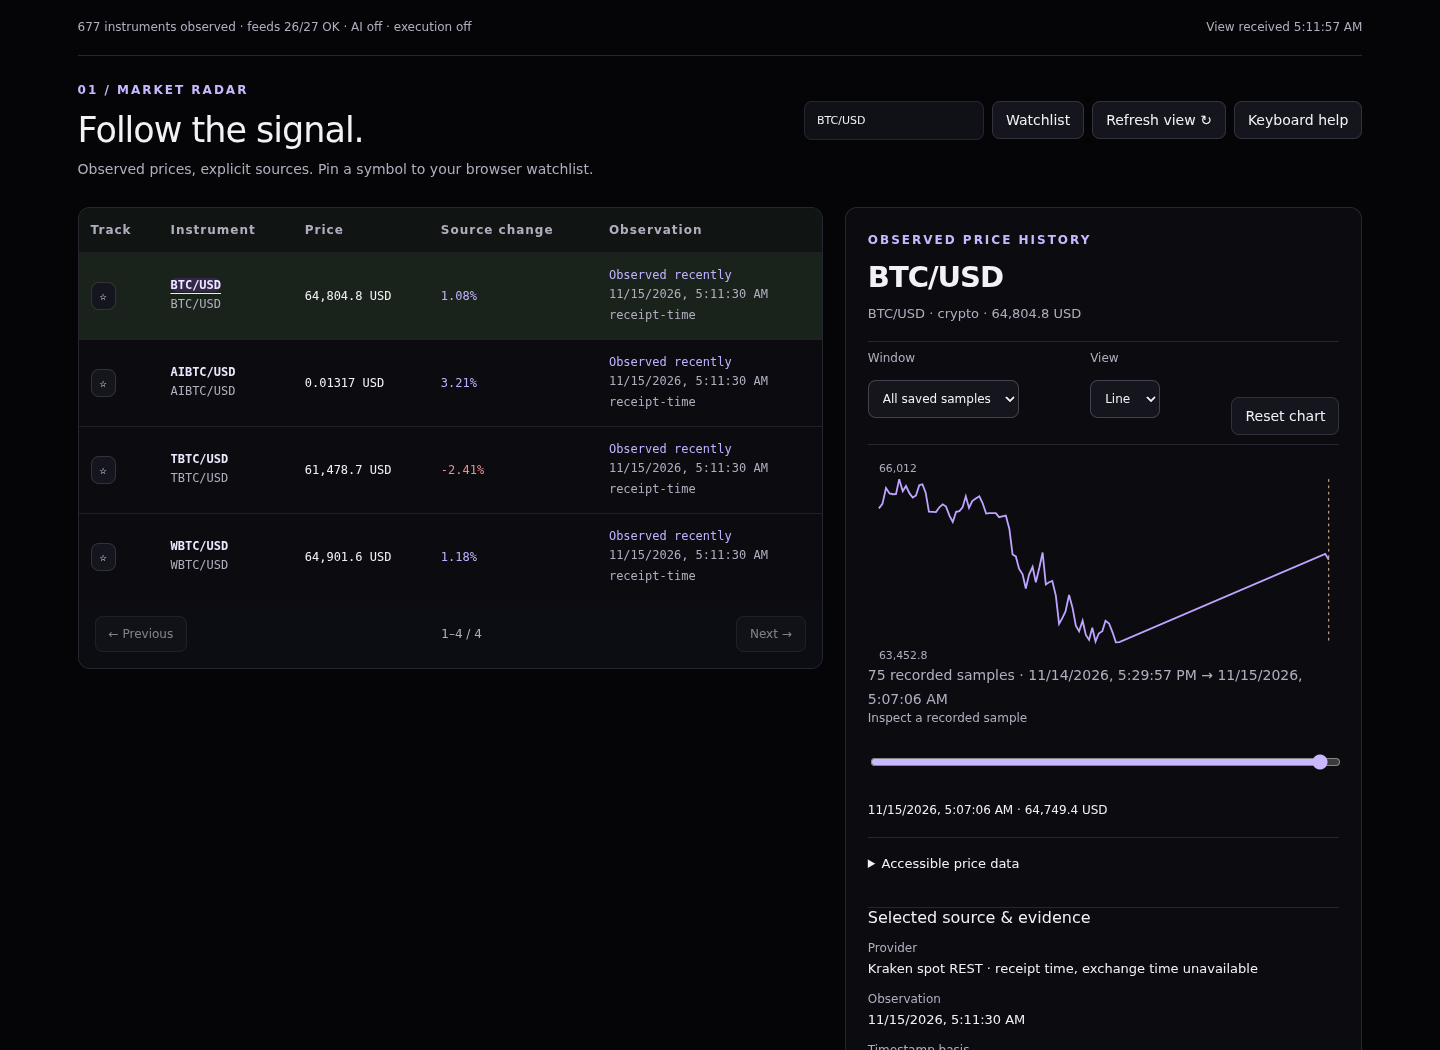 677 instruments observed · feeds 26/27 OK · AI off · execution off
View received 5:11:57 AM
01 / MARKET RADAR
Follow the signal.
Observed prices, explicit sources. Pin a symbol to your browser watchlist.
BTC/USD
Watchlist
Refresh view ↻
Keyboard help
Track Instrument Price Source change Observation
☆ BTC/USD BTC/USD 64,804.8 USD 1.08% Observed recently
11/15/2026, 5:11:30 AM
receipt-time
☆ AIBTC/USD AIBTC/USD 0.01317 USD 3.21% Observed recently
11/15/2026, 5:11:30 AM
receipt-time
☆ TBTC/USD TBTC/USD 61,478.7 USD -2.41% Observed recently
11/15/2026, 5:11:30 AM
receipt-time
☆ WBTC/USD WBTC/USD 64,901.6 USD 1.18% Observed recently
11/15/2026, 5:11:30 AM
receipt-time
← Previous 1–4 / 4 Next →
OBSERVED PRICE HISTORY
BTC/USD
BTC/USD · crypto · 64,804.8 USD
Window View
All saved samples Line Reset chart
66,012
63,452.8
75 recorded samples · 11/14/2026, 5:29:57 PM → 11/15/2026,
5:07:06 AM
Inspect a recorded sample
11/15/2026, 5:07:06 AM · 64,749.4 USD
▶ Accessible price data
Selected source & evidence
Provider
Kraken spot REST · receipt time, exchange time unavailable
Observation
11/15/2026, 5:11:30 AM
Timestamp basis